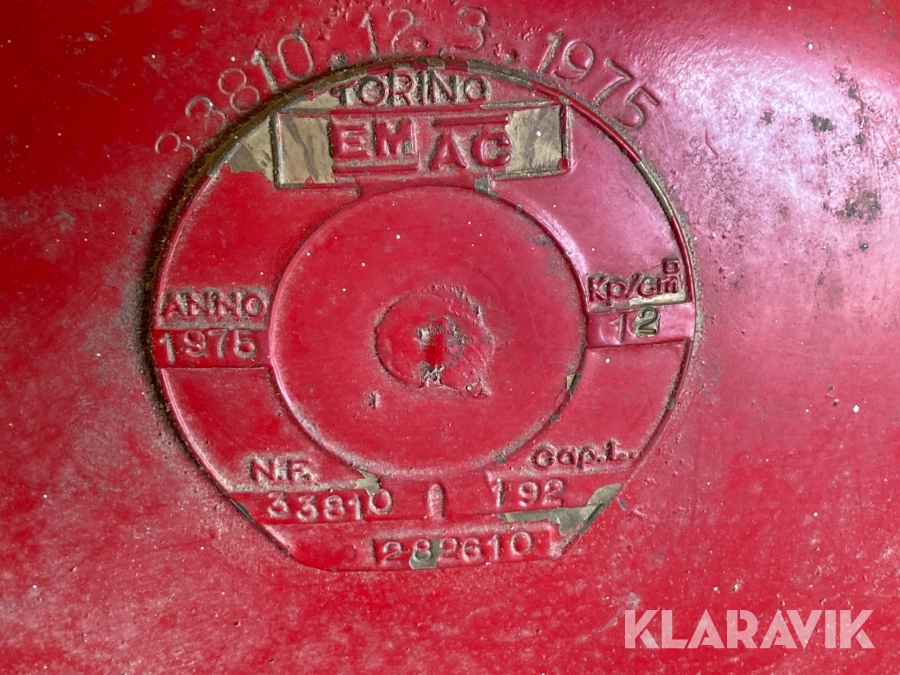 33810..12.3..1975
TORINO
EMAC
ANNO
1975
Kp/cm
12
N.F.
33810
Cap.L.
192
282610
KLARAVIK